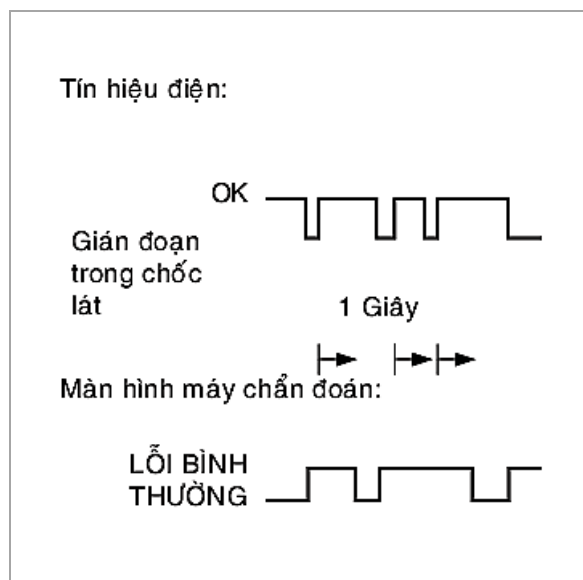 Tín hiệu điện:
OK
Gián đoạn
trong chốc
lát
1 Giây
Màn hình máy chẩn đoán:
LỖI BÌNH
THƯỜNG